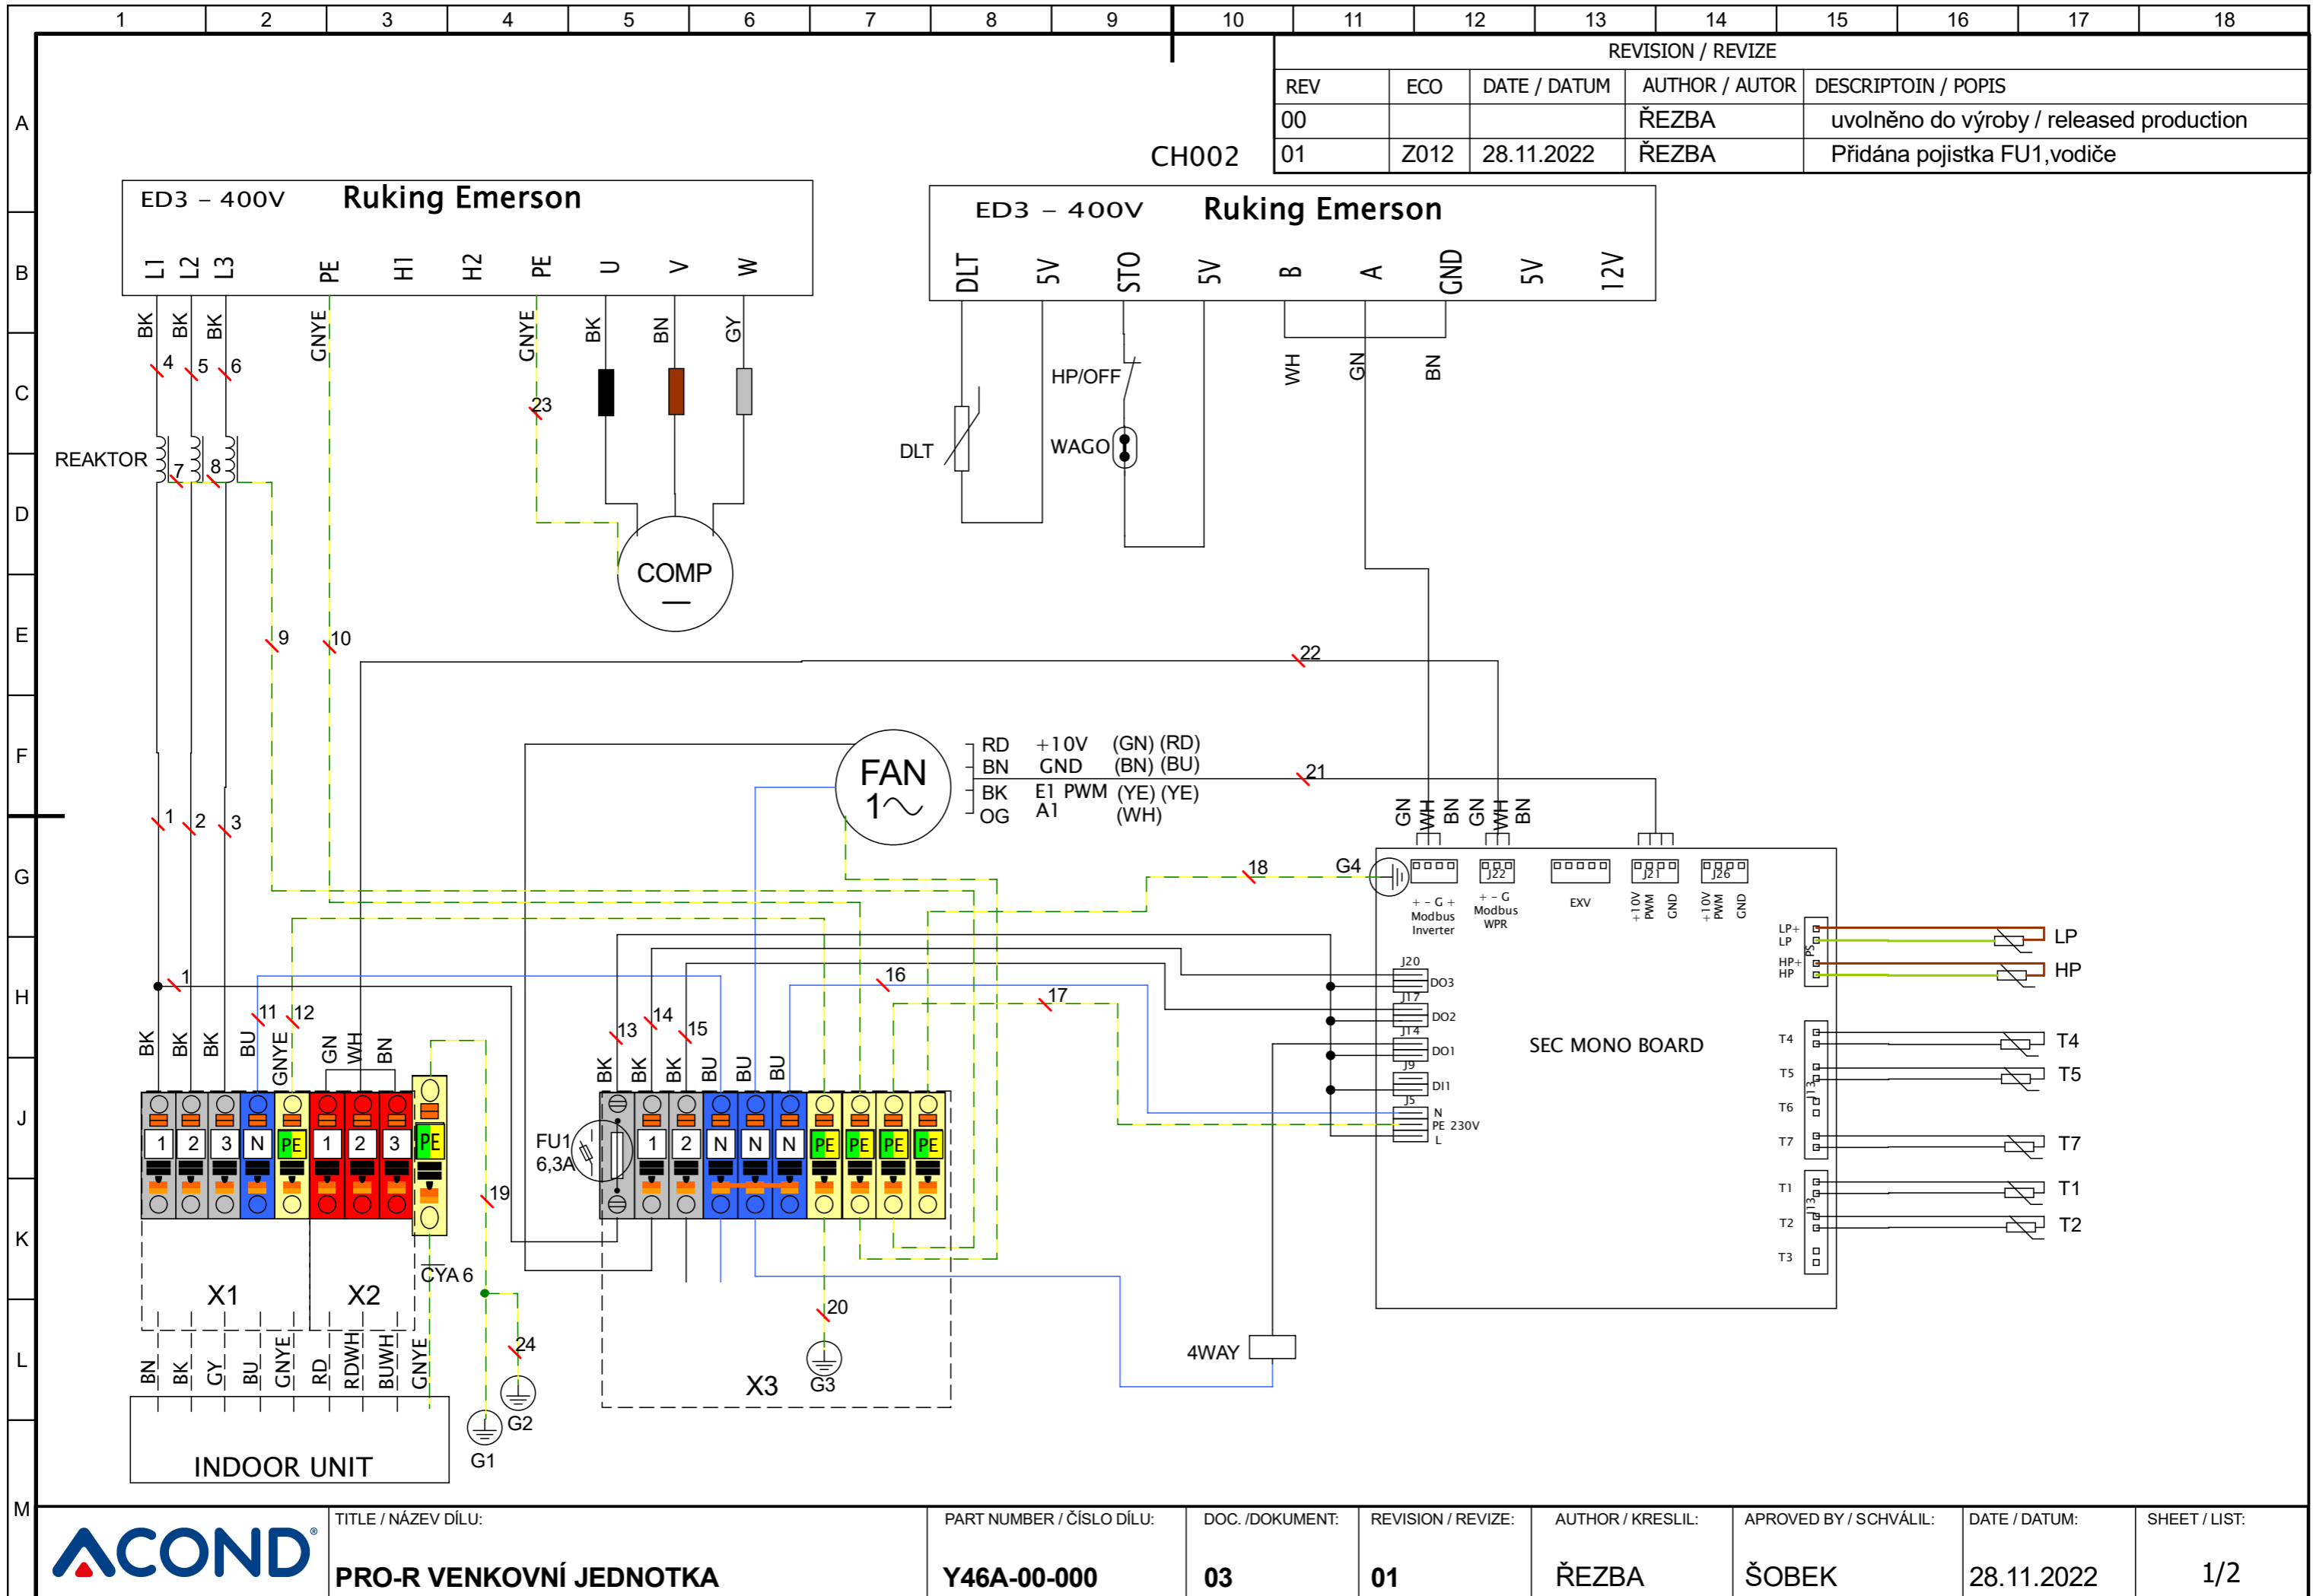 1 2 3 4 5 6 7 8 9 10 11 12 13 14 15 16 17 18
REVISION / REVIZE
REV ECO DATE / DATUM AUTHOR / AUTOR DESCRIPTOIN / POPIS
00 ŘEZBA uvolněno do výroby / released production
01 Z012 28.11.2022 ŘEZBA Přidána pojistka FU1,vodiče
A
B
C
D
E
F
G
H
J
K
L
M
CH002
ED3 – 400V Ruking Emerson
L1 L2 L3 PE H1 H2 PE U V W
BK BK BK GNYE GNYE BK BN GY
4 5 6
23
REAKTOR
7 8
COMP
9 10
ED3 – 400V Ruking Emerson
DLT 5V STO 5V B A GND 5V 12V
WH GN BN
HP/OFF
DLT
WAGO
22
FAN
1
RD +10V (GN) (RD)
BN GND (BN) (BU)
BK E1 PWM (YE) (YE)
OG A1 (WH)
21
1 2 3
GN WH BN GN WH BN
18
G4
J22 J21 J26
+ - G +
Modbus
Inverter
+ - G
Modbus
WPR
EXV
+10V PWM GND
+10V PWM GND
LP+
LP
HP+
HP
PS
LP
HP
J20
DO3
J17
DO2
J14
DO1
J9
DI1
J5
N
PE 230V
L
SEC MONO BOARD
T4
T5
T6
T7
J13
T1
T2
T3
J13
T4
T5
T7
T1
T2
1
11 12
13 14 15
16
17
BK BK BK BU GNYE GN WH BN
BK BK BK BU BU BU
1 2 3 N PE 1 2 3 PE
FU1
6,3A
1 2 N N N PE PE PE PE
19
CYA 6
X1 X2
20
24
BN BK GY BU GNYE RD RDWH BUWH GNYE
X3
G3
G2
G1
4WAY
INDOOR UNIT
ACOND®
TITLE / NÁZEV DÍLU:
PRO-R VENKOVNÍ JEDNOTKA
PART NUMBER / ČÍSLO DÍLU:
Y46A-00-000
DOC. /DOKUMENT:
03
REVISION / REVIZE:
01
AUTHOR / KRESLIL:
ŘEZBA
APROVED BY / SCHVÁLIL:
ŠOBEK
DATE / DATUM:
28.11.2022
SHEET / LIST:
1/2